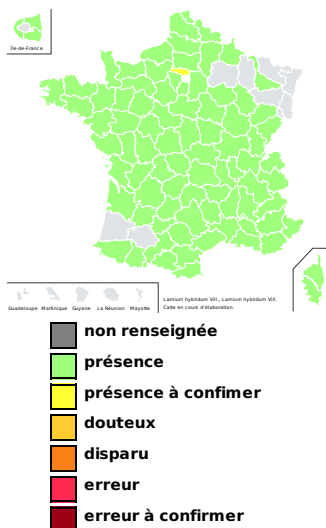 Île-de-France
Guadeloupe Martinique Guyane La Réunion Mayotte
Lamium hybridum Vill., Lamium hybridum Vill.
Carte en cours d'élaboration.
non renseignée
présence
présence à confimer
douteux
disparu
erreur
erreur à confirmer